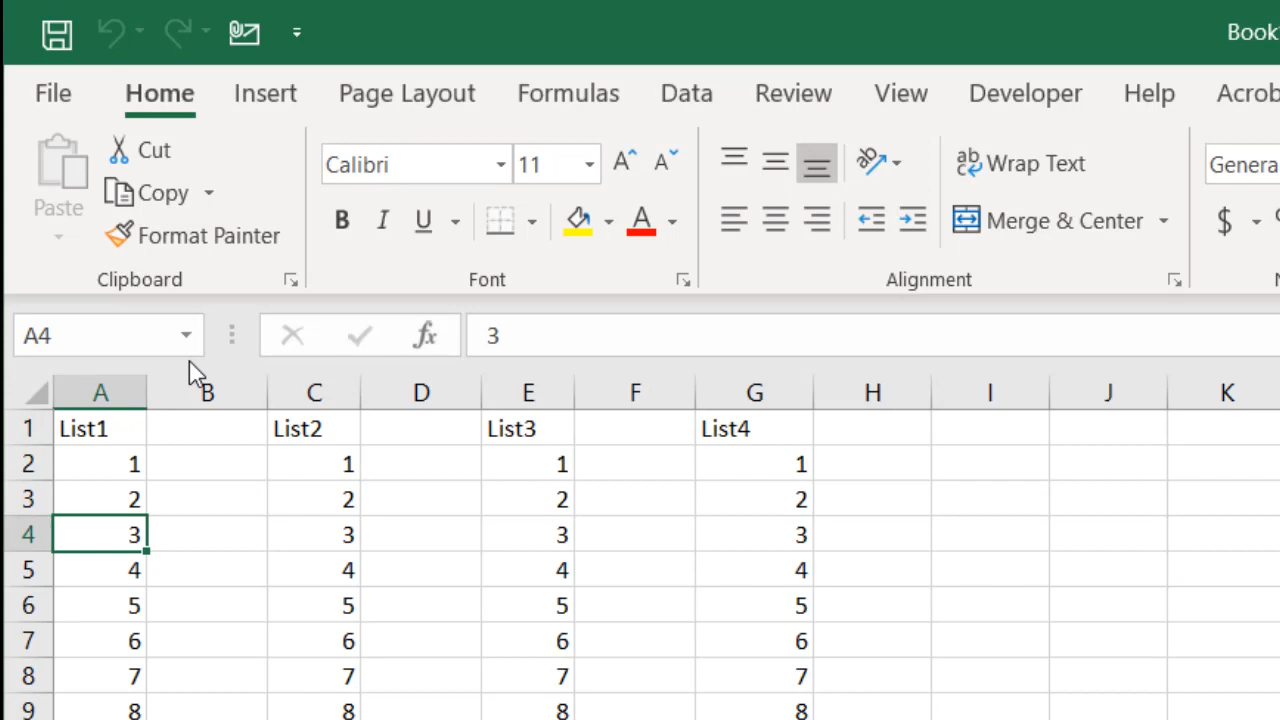 Book
File Home Insert Page Layout Formulas Data Review View Developer Help Acrob
Paste
Cut
Copy
Format Painter
Clipboard
Calibri 11 A A
B I U A
Font
ab Wrap Text
Merge & Center
Alignment
Genera
$
A4 fx 3
A B C D E F G H I J K
1 List1 List2 List3 List4
2 1 1 1 1
3 2 2 2 2
4 3 3 3 3
5 4 4 4 4
6 5 5 5 5
7 6 6 6 6
8 7 7 7 7
9 8 8 8 8